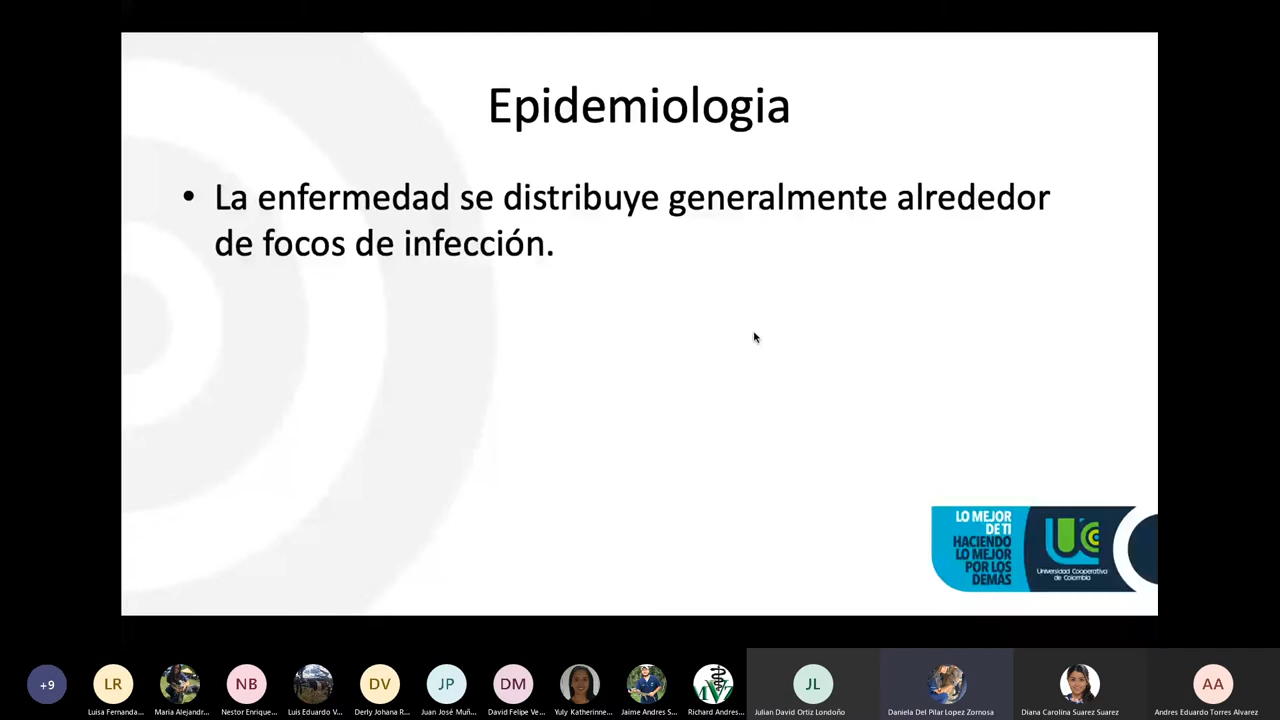 Epidemiologia
• La enfermedad se distribuye generalmente alrededor
de focos de infección.
LO MEJOR
DE TI
HACIENDO
LO MEJOR
POR LOS
DEMÁS
UCC
Universidad Cooperativa
de Colombia
+9
LR
NB
DV
JP
DM
MVZ
JL
AA
Luisa Fernanda...
Maria Alejandr...
Nestor Enrique...
Luis Eduardo V...
Derly Johana R...
Juan José Muñ...
David Felipe Ve...
Yuly Katherinne...
Jaime Andres S...
Richard Andres...
Julian David Ortiz Londoño
Daniela Del Pilar Lopez Zornosa
Diana Carolina Suarez Suarez
Andres Eduardo Torres Alvarez